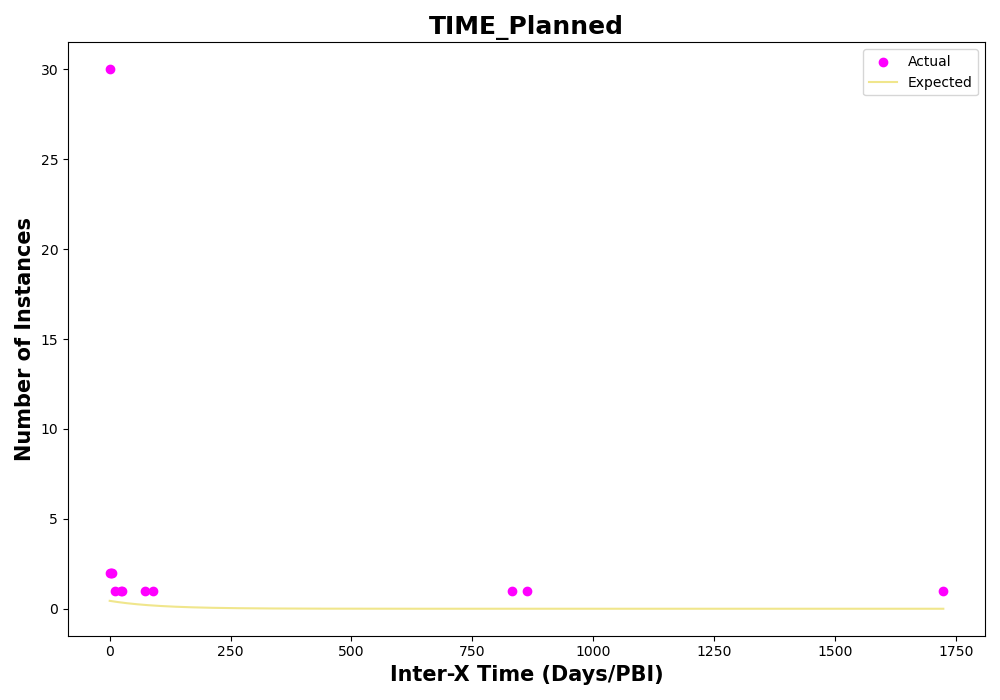 TIME_Planned
Actual
Expected
30
25
20
15
10
5
0
Number of Instances
0 250 500 750 1000 1250 1500 1750
Inter-X Time (Days/PBI)